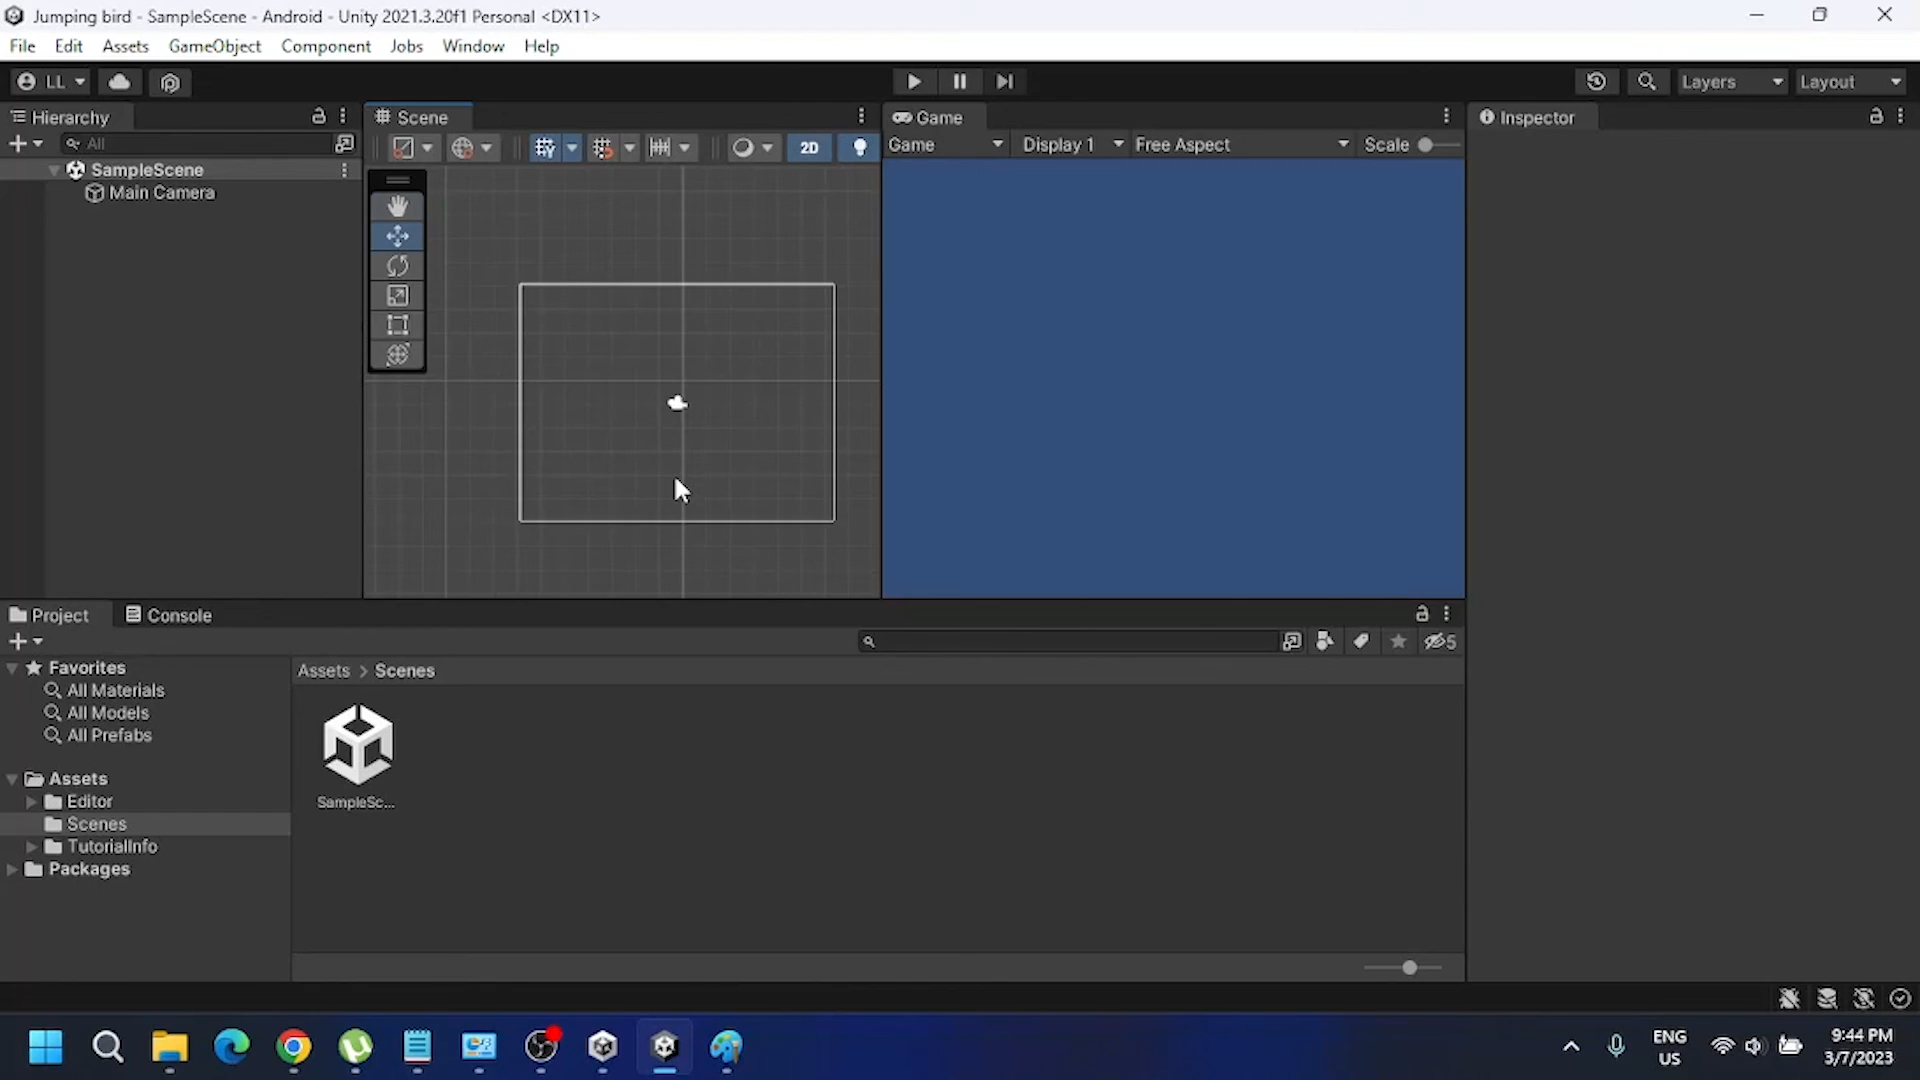 Jumping bird - SampleScene - Android - Unity 2021.3.20f1 Personal <DX11>
File Edit Assets GameObject Component Jobs Window Help
LL Layers Layout
Hierarchy Scene Game Inspector
All 2D Game Display 1 Free Aspect Scale
SampleScene
Main Camera
Project Console
5
Favorites
Assets > Scenes
All Materials
All Models
All Prefabs
Assets
SampleSc...
Editor
Scenes
TutorialInfo
Packages
ENG
US
9:44 PM
3/7/2023